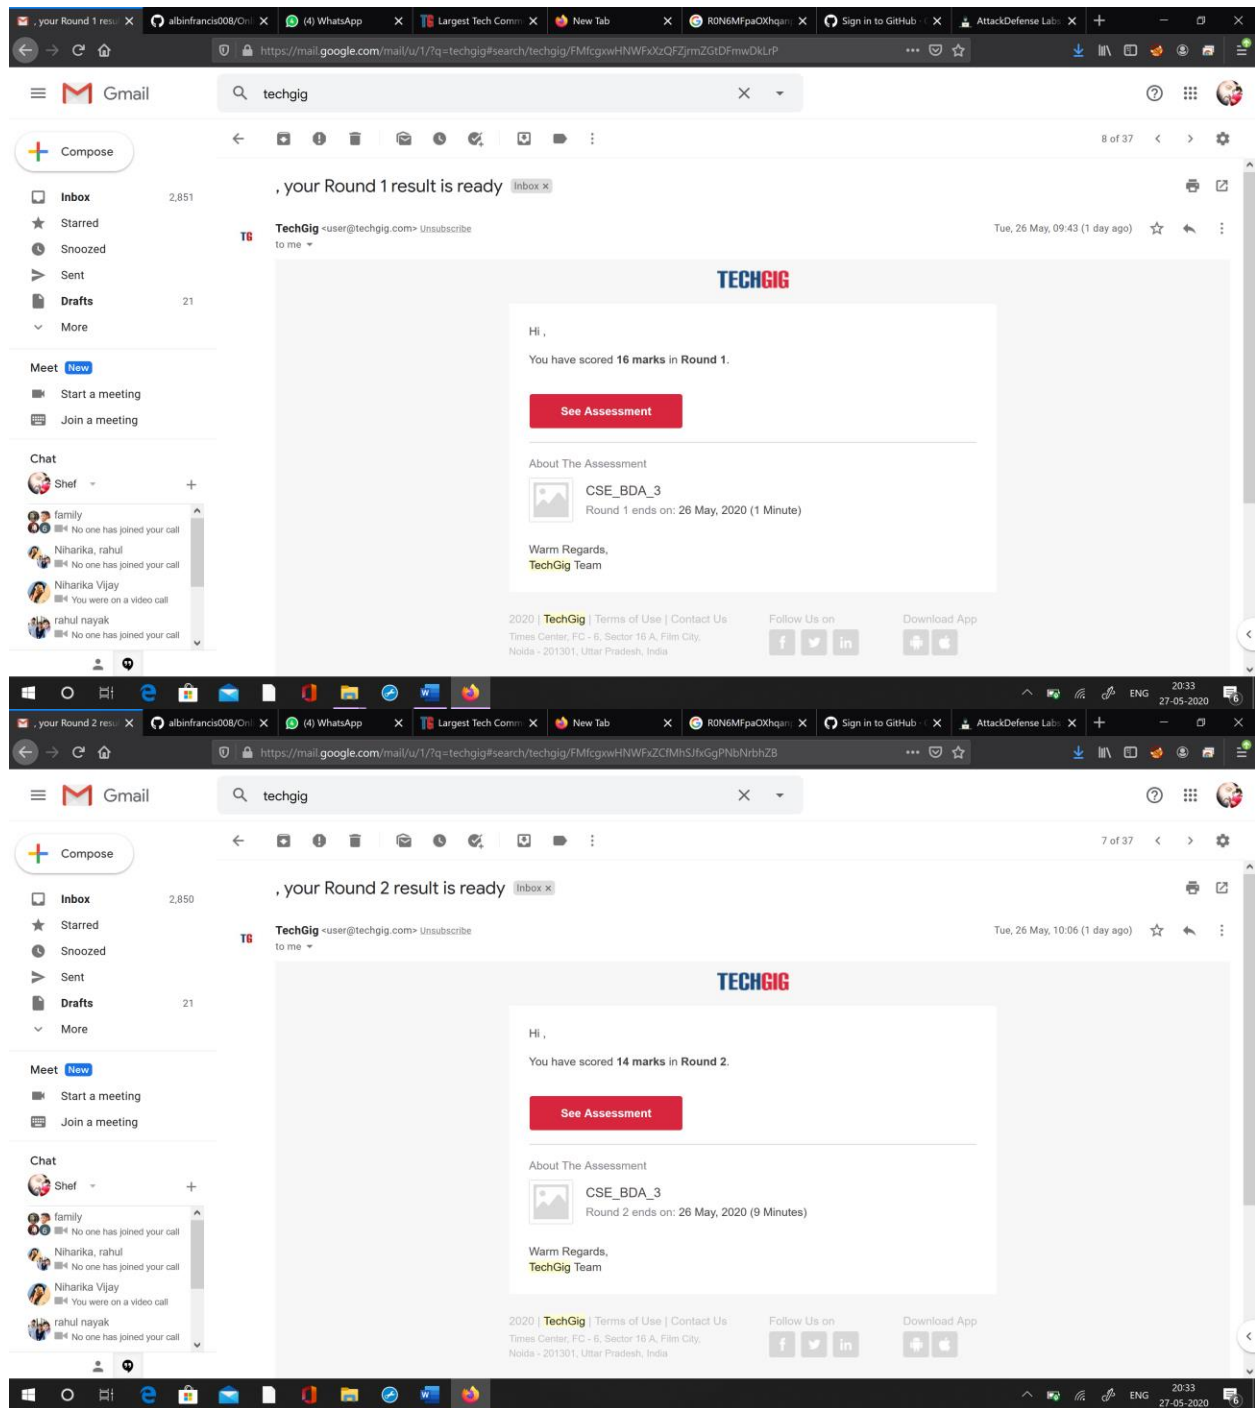 , your Round 1 resu
albinfrancis008/Onl
(4) WhatsApp
TG Largest Tech Comm
New Tab
G R0N6MFpaOXhqan
Sign in to GitHub ·
AttackDefense Labs
https://mail.google.com/mail/u/1/?q=techgig#search/techgig/FMfcgxwHNWFxXzQFZjrmZGtDFmwDkLrP
Gmail
techgig
Compose
8 of 37
Inbox 2,851
Starred
Snoozed
Sent
Drafts 21
More
Meet New
Start a meeting
Join a meeting
Chat
Shef
family
No one has joined your call
Niharika, rahul
No one has joined your call
Niharika Vijay
You were on a video call
rahul nayak
No one has joined your call
, your Round 1 result is ready Inbox x
TG
TechGig <user@techgig.com> Unsubscribe
Tue, 26 May, 09:43 (1 day ago)
to me
TECHGIG
Hi ,
You have scored 16 marks in Round 1.
See Assessment
About The Assessment
CSE_BDA_3
Round 1 ends on: 26 May, 2020 (1 Minute)
Warm Regards,
TechGig Team
2020 | TechGig | Terms of Use | Contact Us
Times Center, FC - 6, Sector 16 A, Film City,
Noida - 201301, Uttar Pradesh, India
Follow Us on
Download App
ENG
20:33
27-05-2020
6
, your Round 2 resu
albinfrancis008/Onl
(4) WhatsApp
TG Largest Tech Comm
New Tab
G R0N6MFpaOXhqan
Sign in to GitHub ·
AttackDefense Labs
https://mail.google.com/mail/u/1/?q=techgig#search/techgig/FMfcgxwHNWFxZCfMhSJfxGgPNbNrbhZB
Gmail
techgig
Compose
7 of 37
Inbox 2,850
Starred
Snoozed
Sent
Drafts 21
More
Meet New
Start a meeting
Join a meeting
Chat
Shef
family
No one has joined your call
Niharika, rahul
No one has joined your call
Niharika Vijay
You were on a video call
rahul nayak
No one has joined your call
, your Round 2 result is ready Inbox x
TG
TechGig <user@techgig.com> Unsubscribe
Tue, 26 May, 10:06 (1 day ago)
to me
TECHGIG
Hi ,
You have scored 14 marks in Round 2.
See Assessment
About The Assessment
CSE_BDA_3
Round 2 ends on: 26 May, 2020 (9 Minutes)
Warm Regards,
TechGig Team
2020 | TechGig | Terms of Use | Contact Us
Times Center, FC - 6, Sector 16 A, Film City,
Noida - 201301, Uttar Pradesh, India
Follow Us on
Download App
ENG
20:33
27-05-2020
6